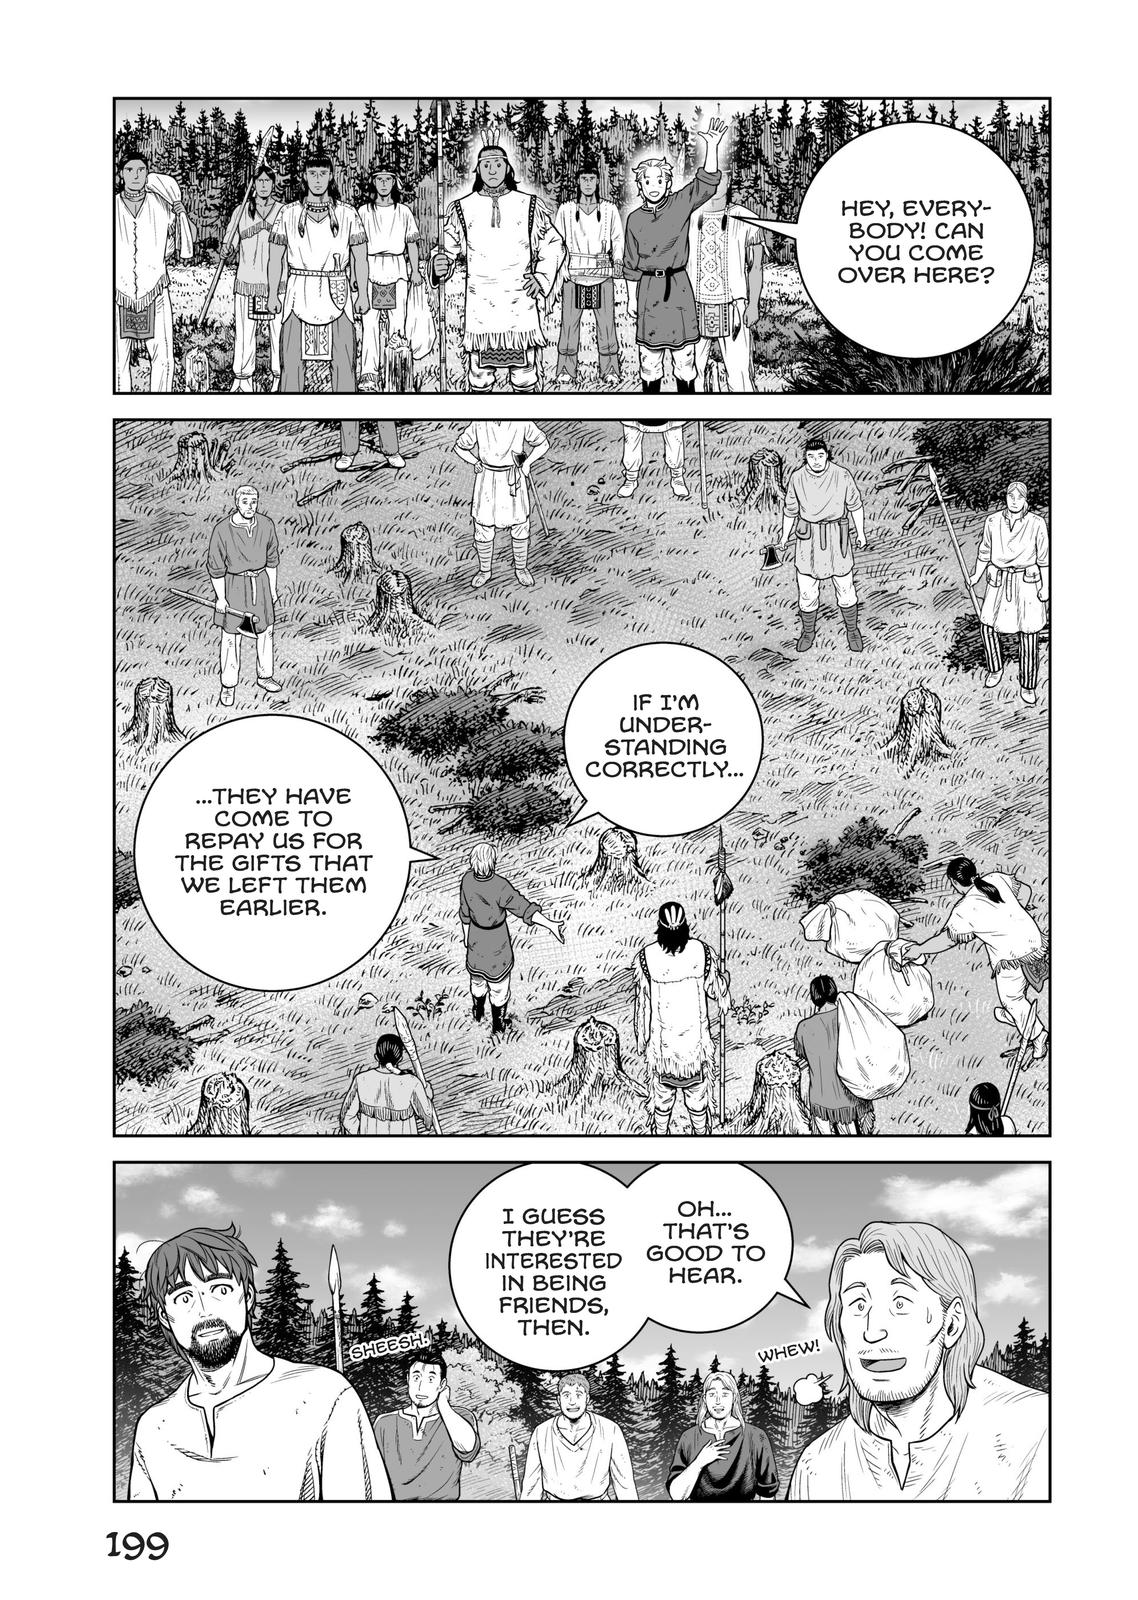 HEY, EVERY-
BODY! CAN
YOU COME
OVER HERE?
IF I'M
UNDER-
STANDING
CORRECTLY...
...THEY HAVE
COME TO
REPAY US FOR
THE GIFTS THAT
WE LEFT THEM
EARLIER.
OH...
THAT'S
GOOD TO
HEAR.
I GUESS
THEY'RE
INTERESTED
IN BEING
FRIENDS,
THEN.
WHEW!
SHEESH.
199